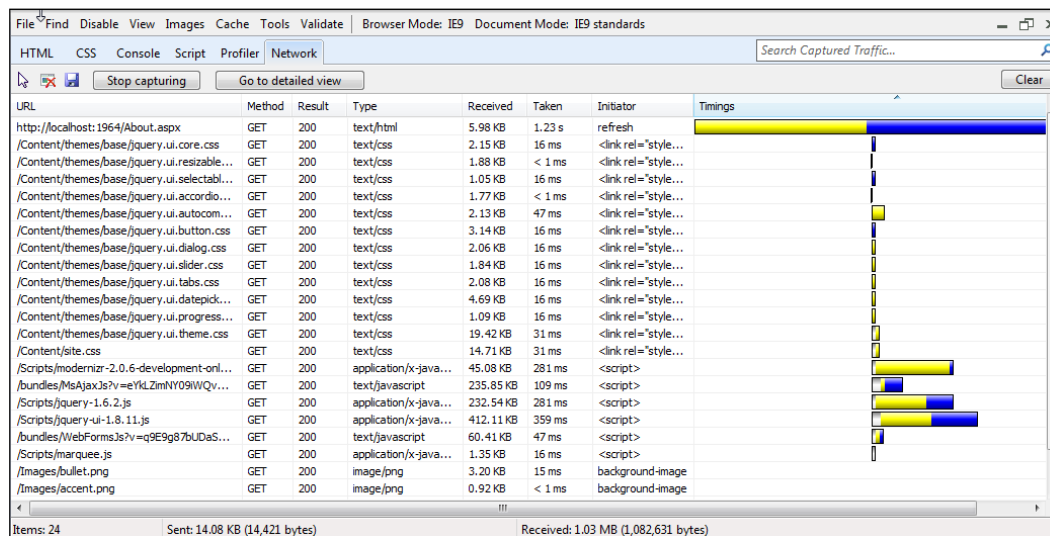 File Find Disable View Images Cache Tools Validate Browser Mode: IE9 Document Mode: IE9 standards
HTML CSS Console Script Profiler Network Search Captured Traffic...
Stop capturing Go to detailed view Clear
URL Method Result Type Received Taken Initiator Timings
http://localhost:1964/About.aspx GET 200 text/html 5.98 KB 1.23 s refresh
/Content/themes/base/jquery.ui.core.css GET 200 text/css 2.15 KB 16 ms <link rel="style...
/Content/themes/base/jquery.ui.resizable... GET 200 text/css 1.88 KB < 1 ms <link rel="style...
/Content/themes/base/jquery.ui.selectabl... GET 200 text/css 1.05 KB 16 ms <link rel="style...
/Content/themes/base/jquery.ui.accordio... GET 200 text/css 1.77 KB < 1 ms <link rel="style...
/Content/themes/base/jquery.ui.autocom... GET 200 text/css 2.13 KB 47 ms <link rel="style...
/Content/themes/base/jquery.ui.button.css GET 200 text/css 3.14 KB 16 ms <link rel="style...
/Content/themes/base/jquery.ui.dialog.css GET 200 text/css 2.06 KB 16 ms <link rel="style...
/Content/themes/base/jquery.ui.slider.css GET 200 text/css 1.84 KB 16 ms <link rel="style...
/Content/themes/base/jquery.ui.tabs.css GET 200 text/css 2.08 KB 16 ms <link rel="style...
/Content/themes/base/jquery.ui.datepick... GET 200 text/css 4.69 KB 16 ms <link rel="style...
/Content/themes/base/jquery.ui.progress... GET 200 text/css 1.09 KB 16 ms <link rel="style...
/Content/themes/base/jquery.ui.theme.css GET 200 text/css 19.42 KB 31 ms <link rel="style...
/Content/site.css GET 200 text/css 14.71 KB 31 ms <link rel="style...
/Scripts/modernizr-2.0.6-development-onl... GET 200 application/x-java... 45.08 KB 281 ms <script>
/bundles/MsAjaxJs?v=eYkLZimNY09iWQv... GET 200 text/javascript 235.85 KB 109 ms <script>
/Scripts/jquery-1.6.2.js GET 200 application/x-java... 232.54 KB 281 ms <script>
/Scripts/jquery-ui-1.8.11.js GET 200 application/x-java... 412.11 KB 359 ms <script>
/bundles/WebFormsJs?v=q9E9g87bUDaS... GET 200 text/javascript 60.41 KB 47 ms <script>
/Scripts/marquee.js GET 200 application/x-java... 1.35 KB 16 ms <script>
/Images/bullet.png GET 200 image/png 3.20 KB 15 ms background-image
/Images/accent.png GET 200 image/png 0.92 KB < 1 ms background-image
Items: 24 Sent: 14.08 KB (14,421 bytes) Received: 1.03 MB (1,082,631 bytes)